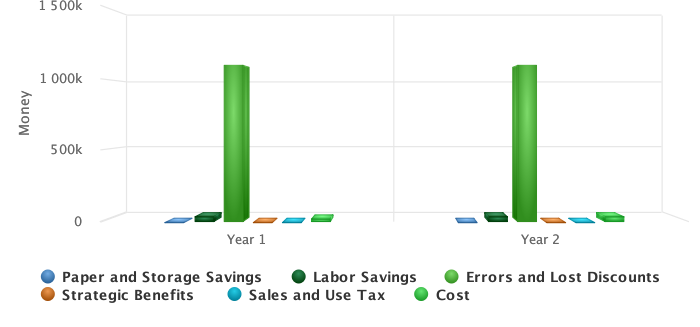 1 500k
1 000k
500k
0
Money
Year 1
Year 2
Paper and Storage Savings
Labor Savings
Errors and Lost Discounts
Strategic Benefits
Sales and Use Tax
Cost